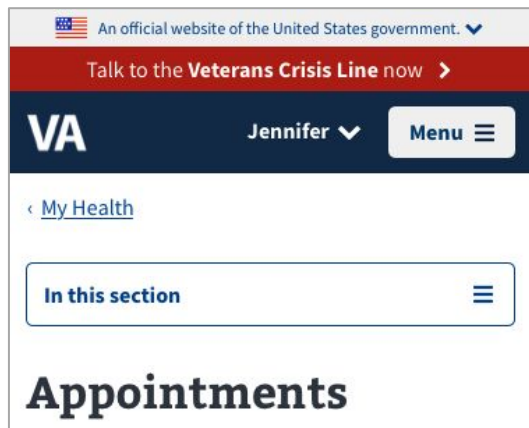 An official website of the United States government.
Talk to the Veterans Crisis Line now
VA
Jennifer
Menu
‹ My Health
In this section
Appointments